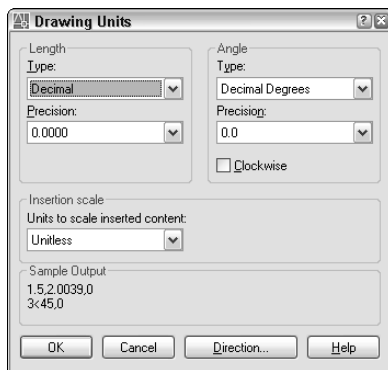 Drawing Units
Length
Type:
Decimal
Precision:
0.0000
Angle
Type:
Decimal Degrees
Precision:
0.0
Clockwise
Insertion scale
Units to scale inserted content:
Unitless
Sample Output
1.5,2.0039,0
3<45,0
OK
Cancel
Direction...
Help